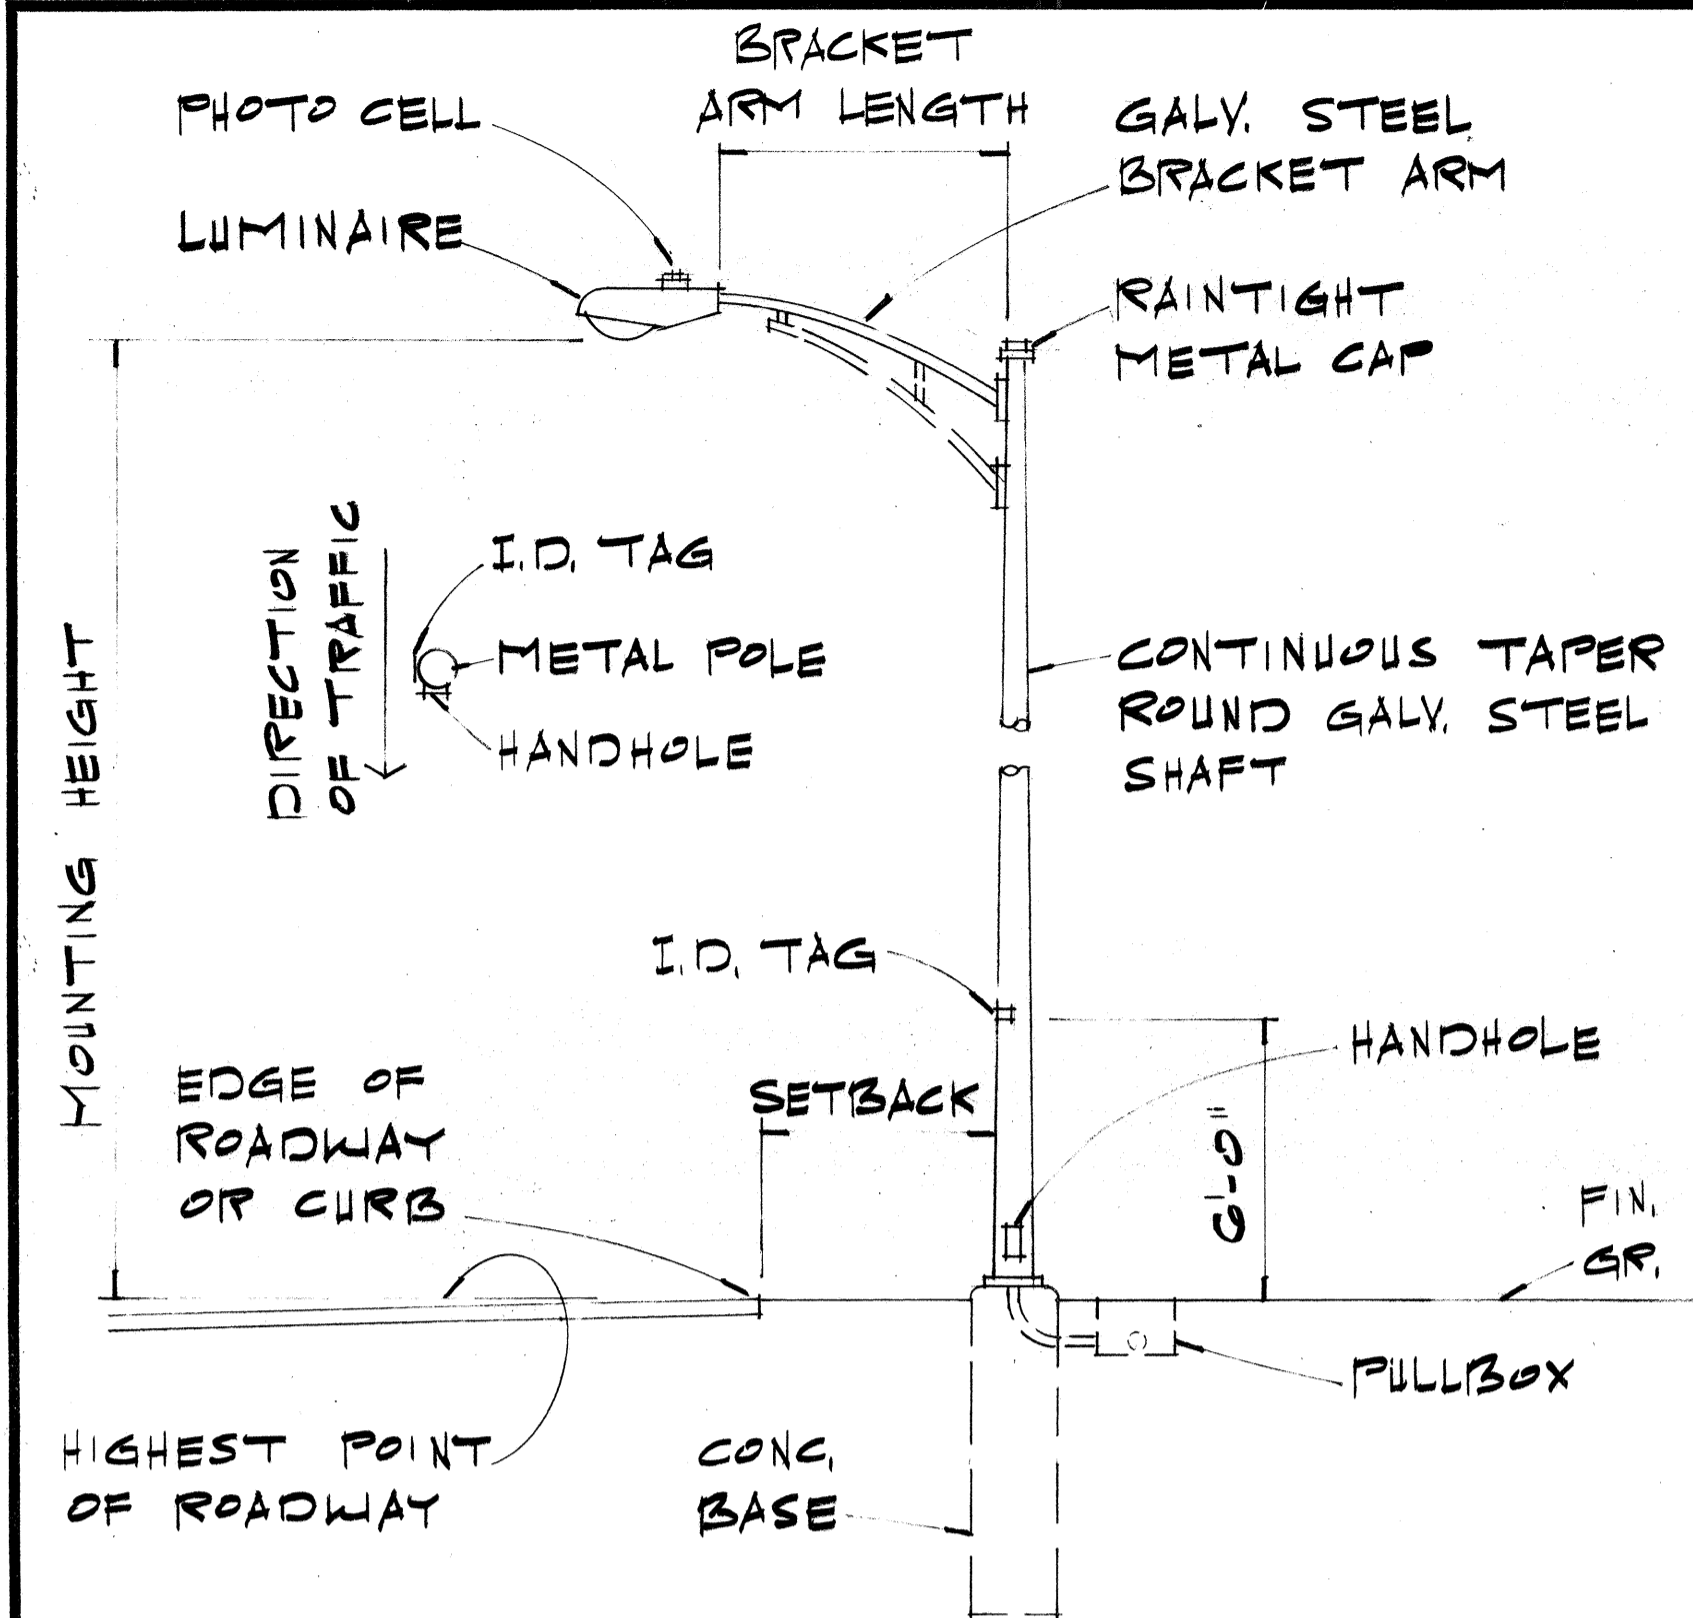 BRACKET
ARM LENGTH
PHOTO CELL
LUMINAIRE
GALV. STEEL
BRACKET ARM
RAINTIGHT
METAL CAP
DIRECTION
OF TRAFFIC
I.D. TAG
METAL POLE
HANDHOLE
MOUNTING HEIGHT
CONTINUOUS TAPER
ROUND GALV. STEEL
SHAFT
I.D. TAG
HANDHOLE
SETBACK
6'-0"
EDGE OF
ROADWAY
OR CURB
FIN.
GR.
PULLBOX
HIGHEST POINT
OF ROADWAY
CONC.
BASE